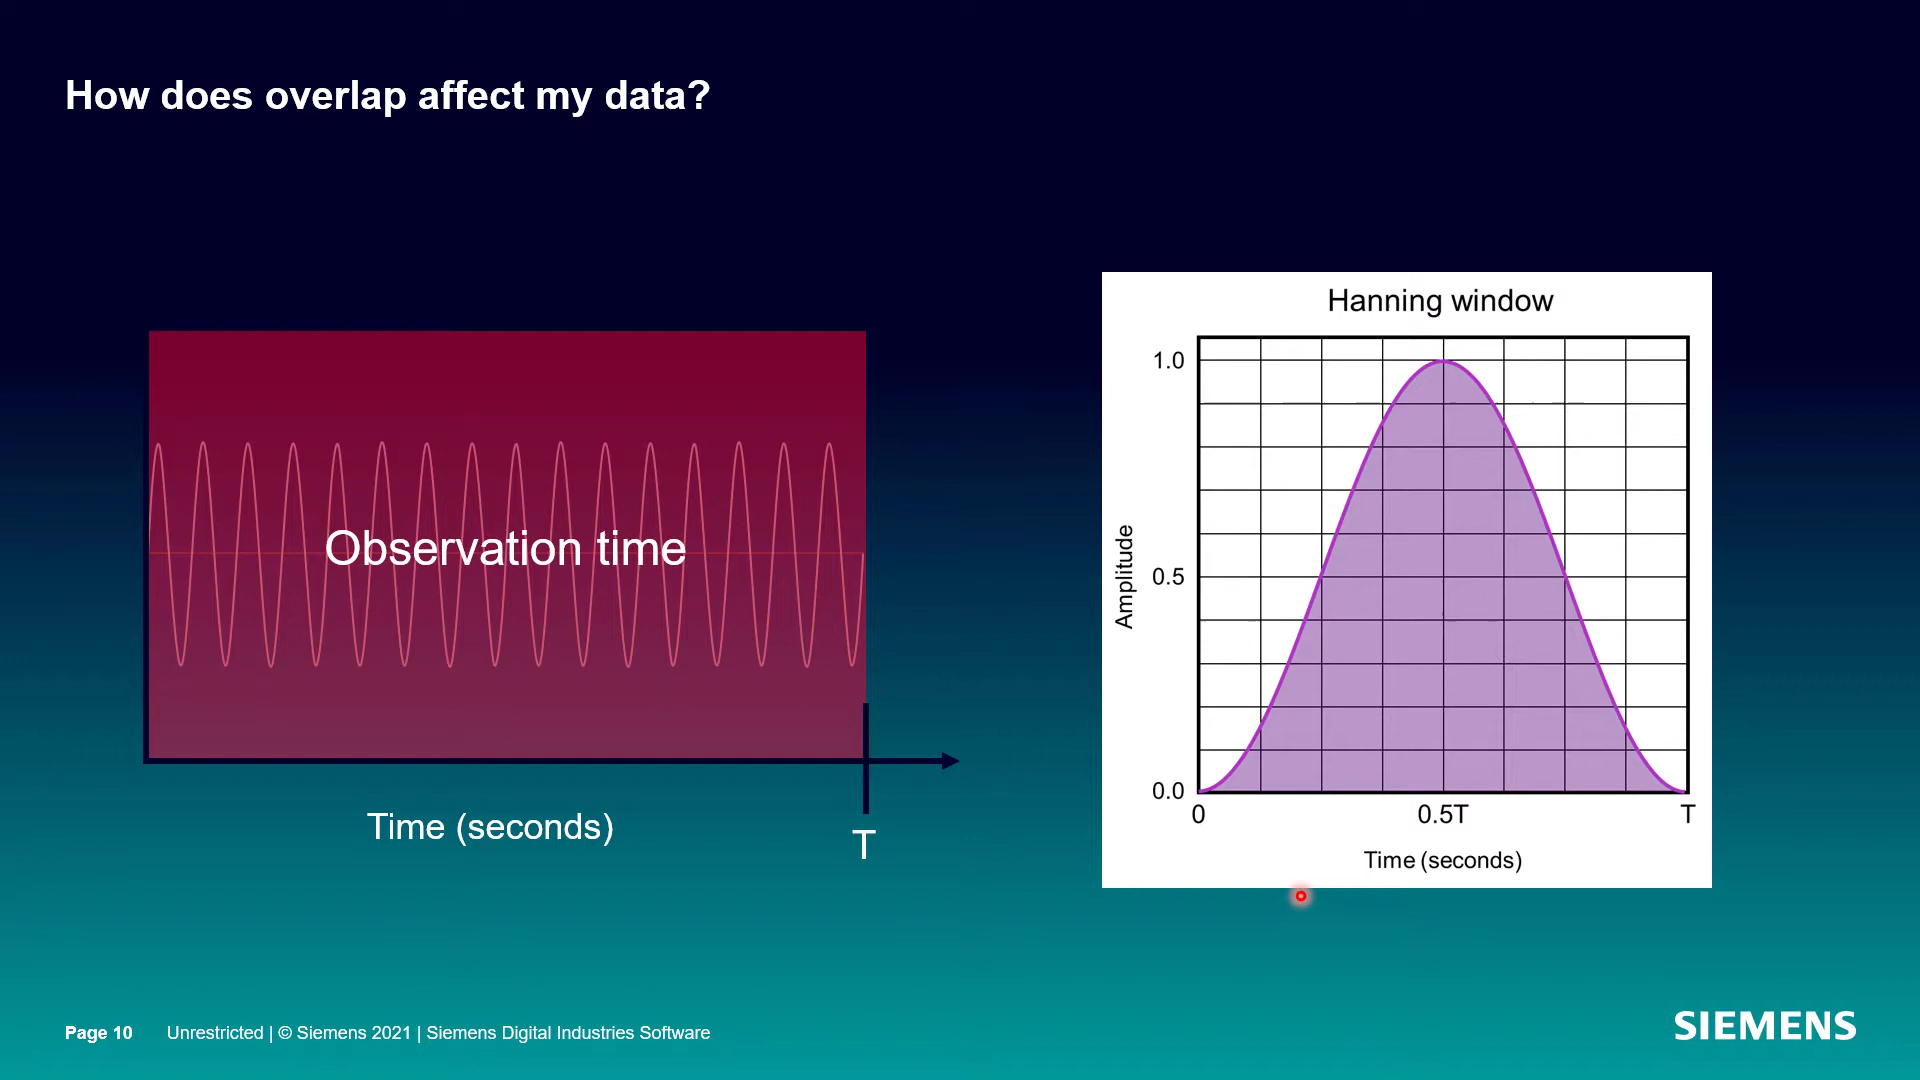 How does overlap affect my data?
Observation time
Time (seconds)
T
Hanning window
1.0
0.5
0.0
Amplitude
0
0.5T
T
Time (seconds)
Page 10
Unrestricted | © Siemens 2021 | Siemens Digital Industries Software
SIEMENS